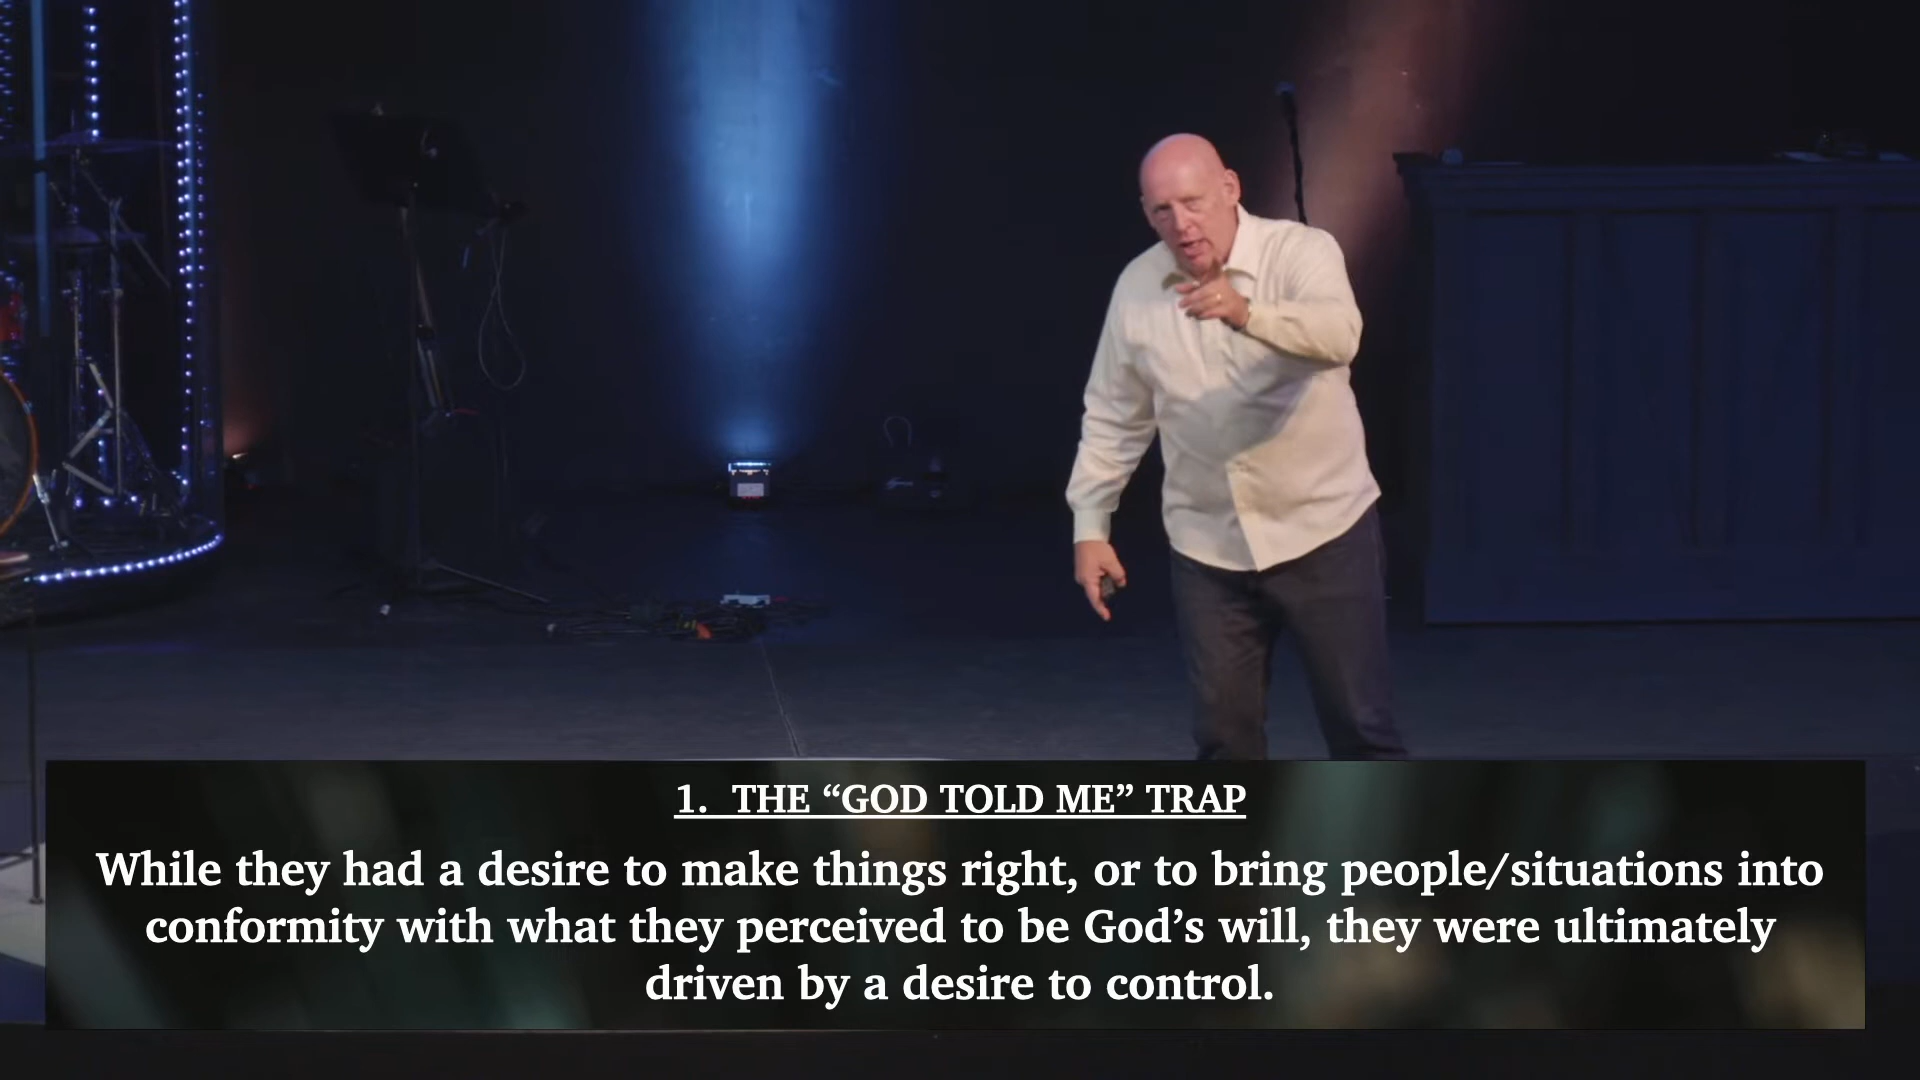 1. THE “GOD TOLD ME” TRAP
While they had a desire to make things right, or to bring people/situations into
conformity with what they perceived to be God’s will, they were ultimately
driven by a desire to control.